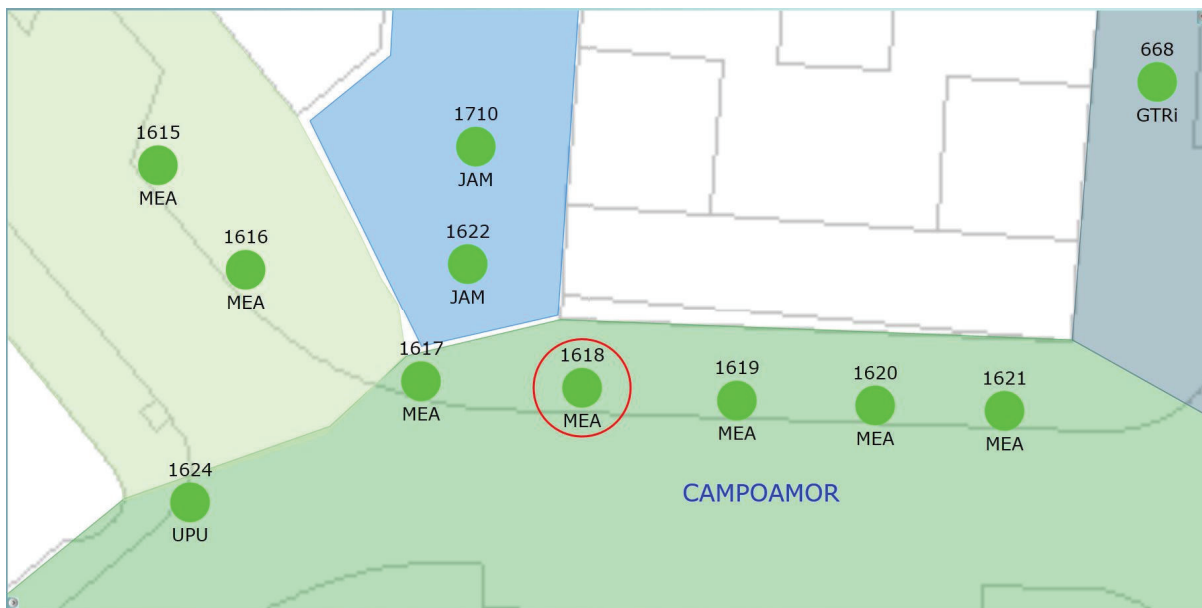 668
GTRi
1710
JAM
1615
MEA
1616
MEA
1622
JAM
1617
MEA
1618
MEA
1619
MEA
1620
MEA
1621
MEA
1624
UPU
CAMPOAMOR